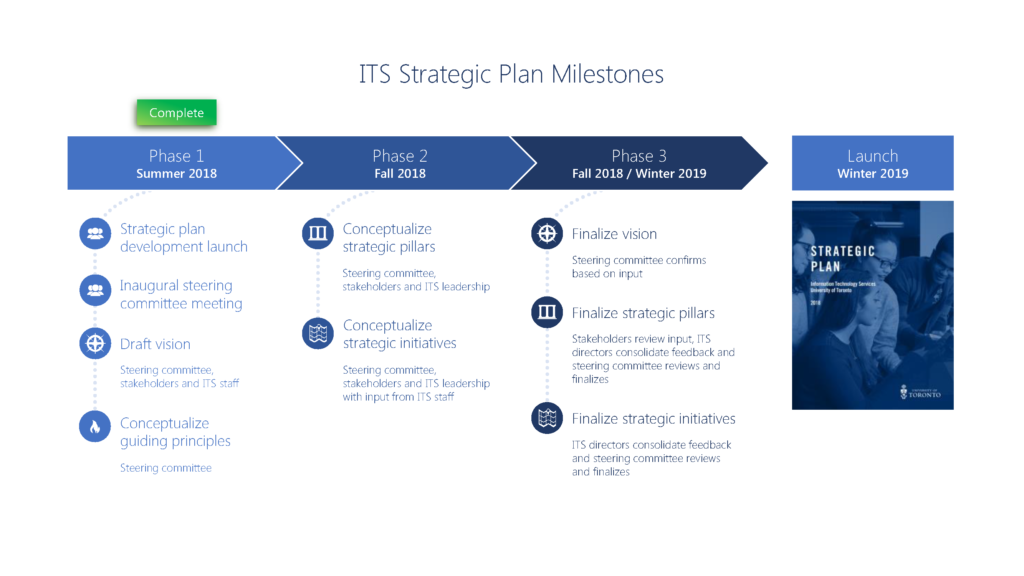 ITS Strategic Plan Milestones
Complete
Phase 1
Summer 2018
Strategic plan
development launch
Inaugural steering
committee meeting
Draft vision
Steering committee,
stakeholders and ITS staff
Conceptualize
guiding principles
Steering committee
Phase 2
Fall 2018
Conceptualize
strategic pillars
Steering committee,
stakeholders and ITS leadership
Conceptualize
strategic initiatives
Steering committee,
stakeholders and ITS leadership
with input from ITS staff
Phase 3
Fall 2018 / Winter 2019
Finalize vision
Steering committee confirms
based on input
Finalize strategic pillars
Stakeholders review input, ITS
directors consolidate feedback and
steering committee reviews and
finalizes
Finalize strategic initiatives
ITS directors consolidate feedback
and steering committee reviews
and finalizes
Launch
Winter 2019
STRATEGIC
PLAN
Information Technology Services
University of Toronto
2018
UNIVERSITY OF
TORONTO